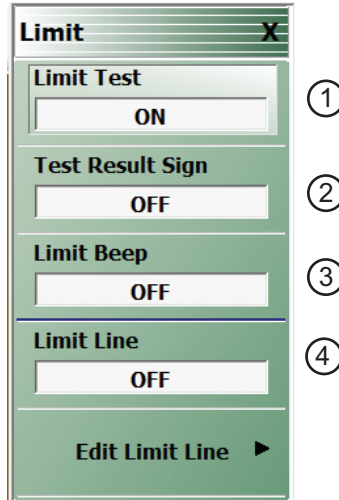 Limit X
Limit Test
ON
1
Test Result Sign
OFF
2
Limit Beep
OFF
3
Limit Line
OFF
4
Edit Limit Line ►